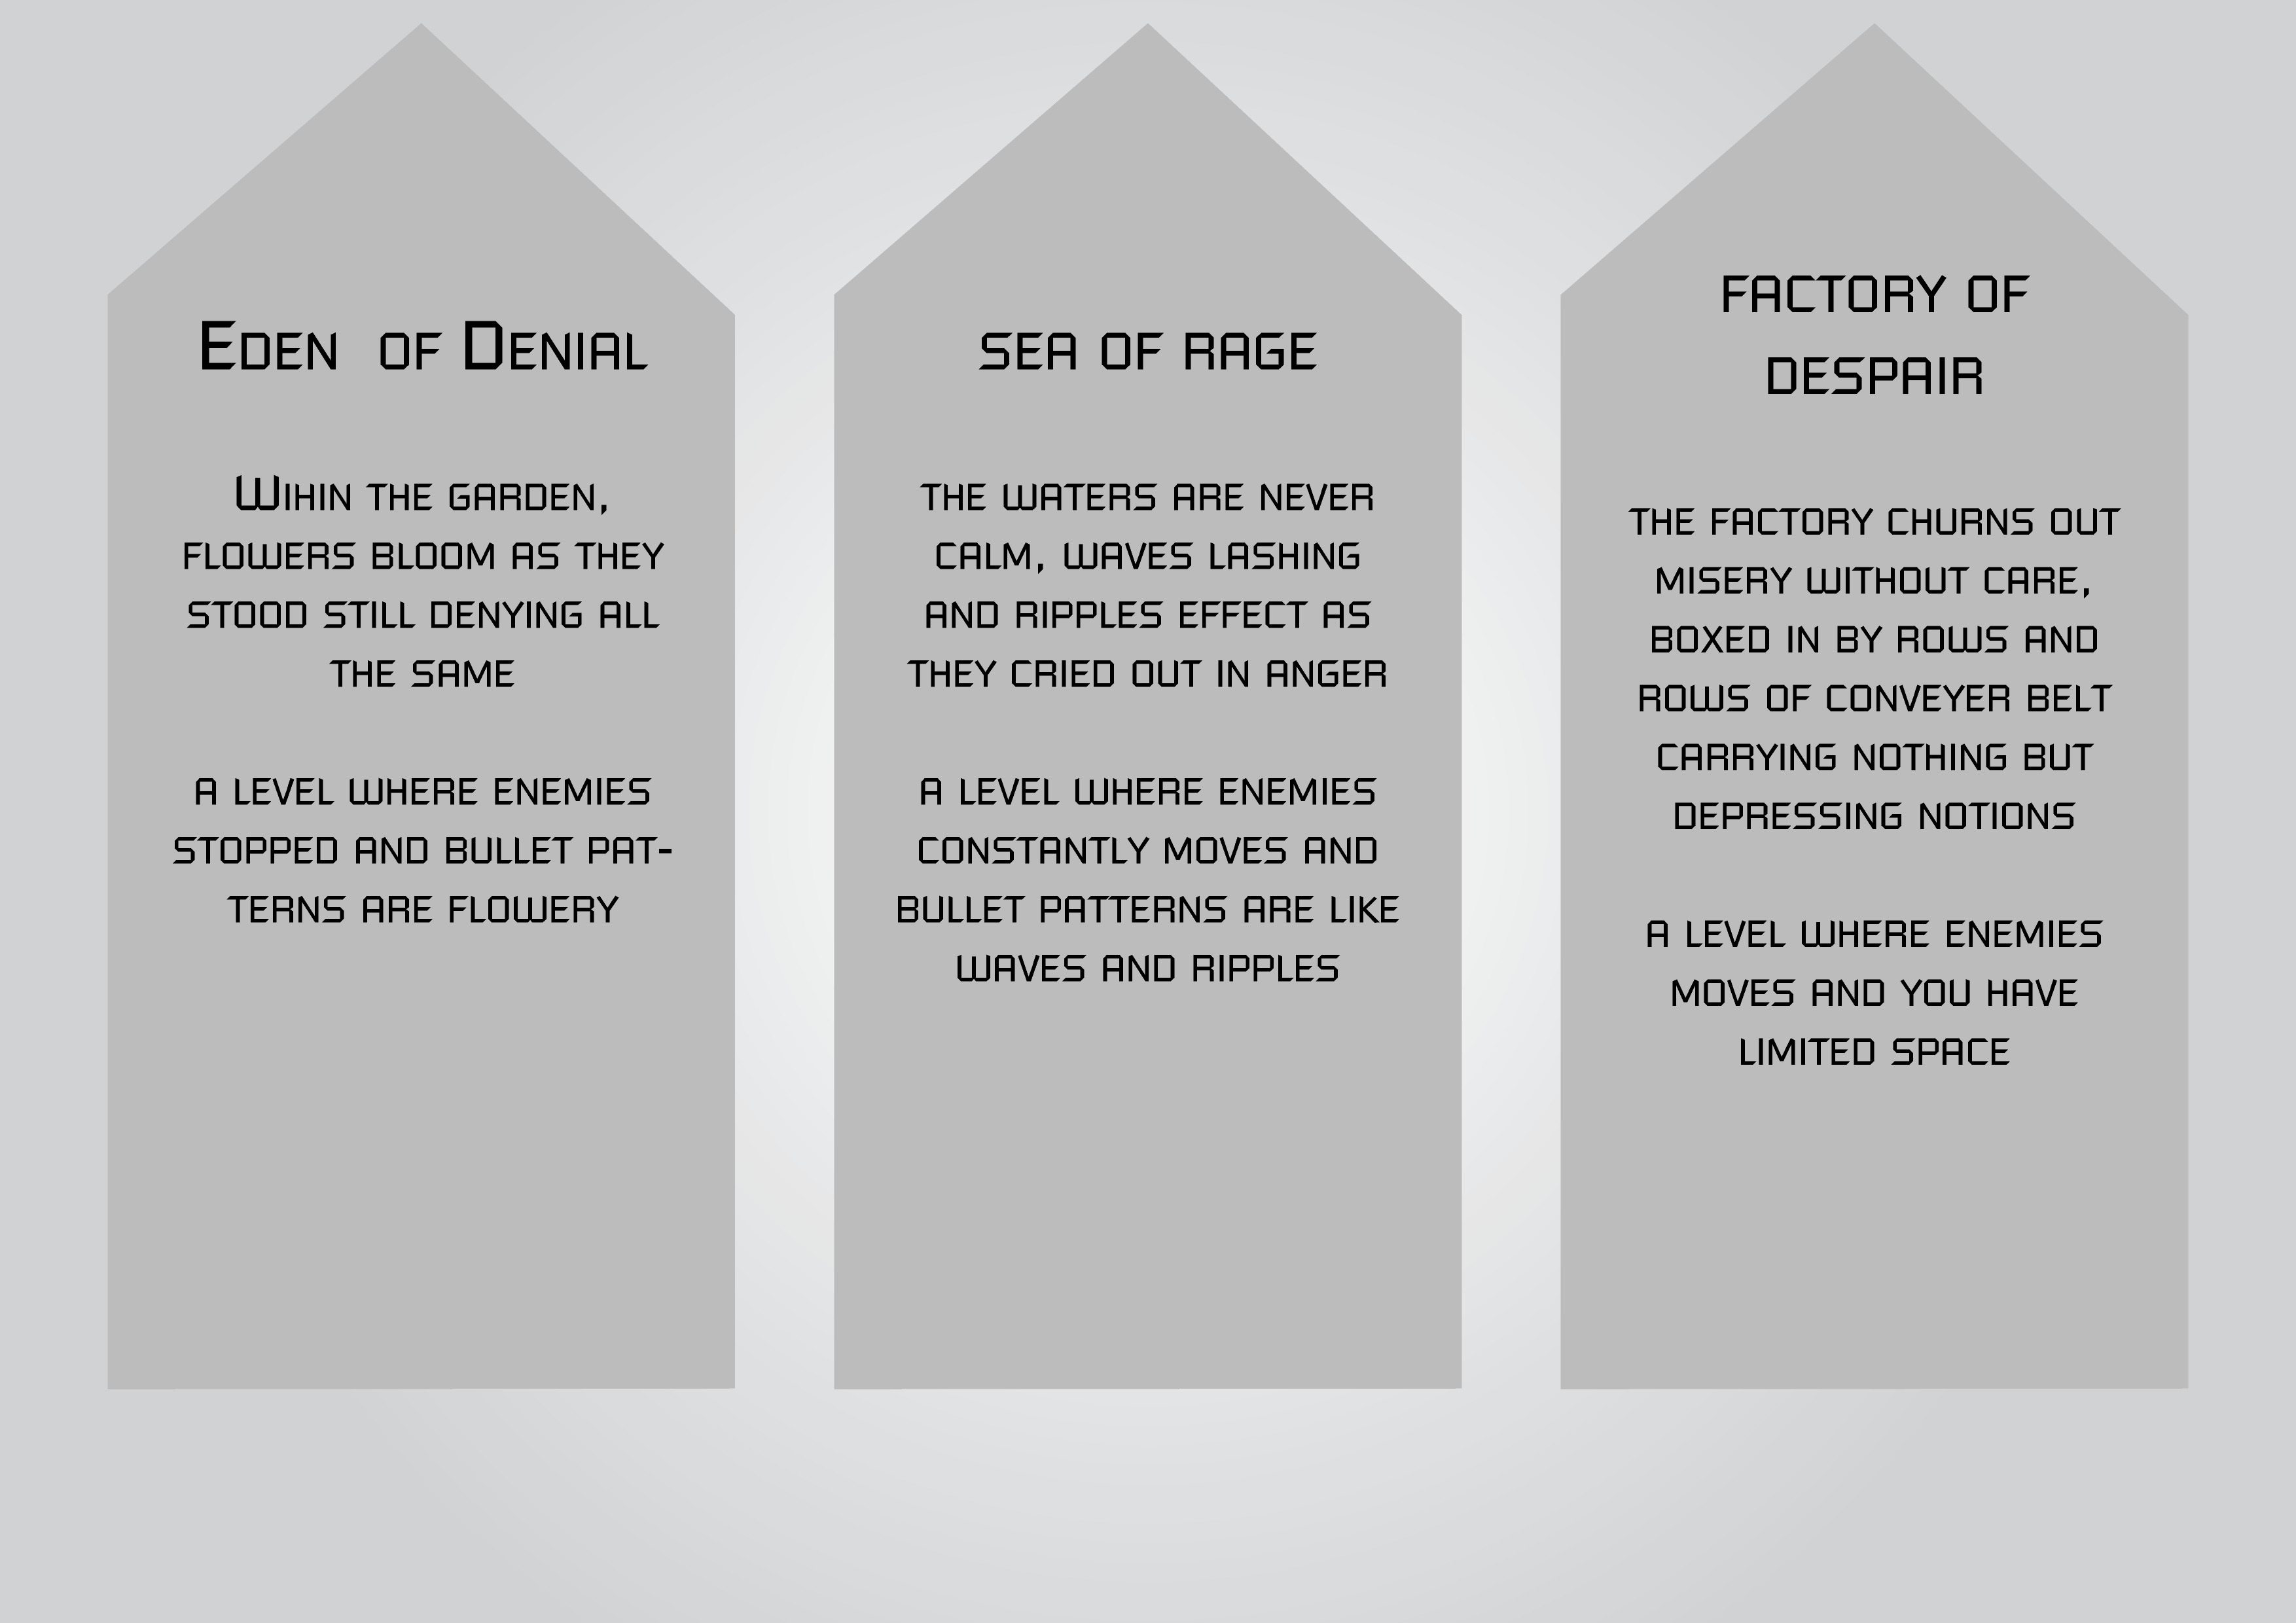 Eden of Denial
Wihin the garden,
flowers bloom as they
stood still denying all
the same
a level where enemies
stopped and bullet pat-
terns are flowery
sea of rage
the waters are never
calm, waves lashing
and ripples effect as
they cried out in anger
a level where enemies
constantly moves and
bullet patterns are like
waves and ripples
factory of
despair
the factory churns out
misery without care,
boxed in by rows and
rows of conveyer belt
carrying nothing but
depressing notions
a level where enemies
moves and you have
limited space